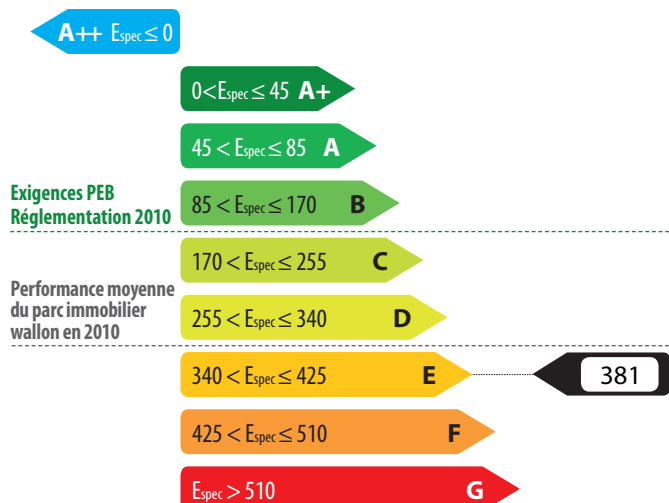 A++ Espec ≤ 0
0<Espec ≤ 45 A+
45 < Espec ≤ 85 A
Exigences PEB
Réglementation 2010
85 < Espec ≤ 170 B
170 < Espec ≤ 255 C
Performance moyenne
du parc immobilier
wallon en 2010
255 < Espec ≤ 340 D
340 < Espec ≤ 425 E
381
425 < Espec ≤ 510 F
Espec > 510 G